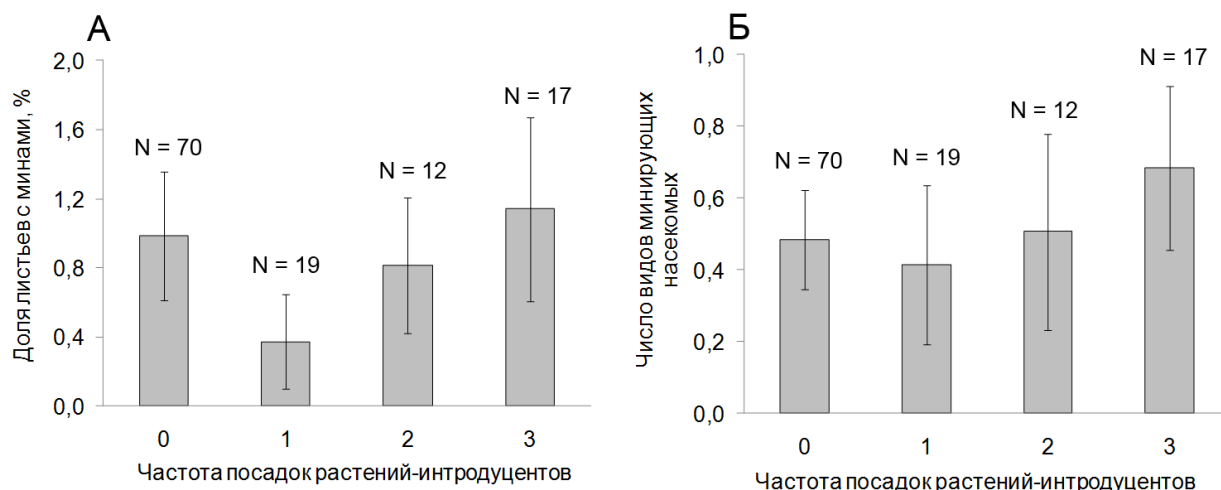 А
Доля листьев с минами, %
2,0
1,6
1,2
0,8
0,4
0,0
N = 70
N = 19
N = 12
N = 17
0 1 2 3
Частота посадок растений-интродуцентов
Б
Число видов минирующих
насекомых
1,0
0,8
0,6
0,4
0,2
0,0
N = 70
N = 19
N = 12
N = 17
0 1 2 3
Частота посадок растений-интродуцентов